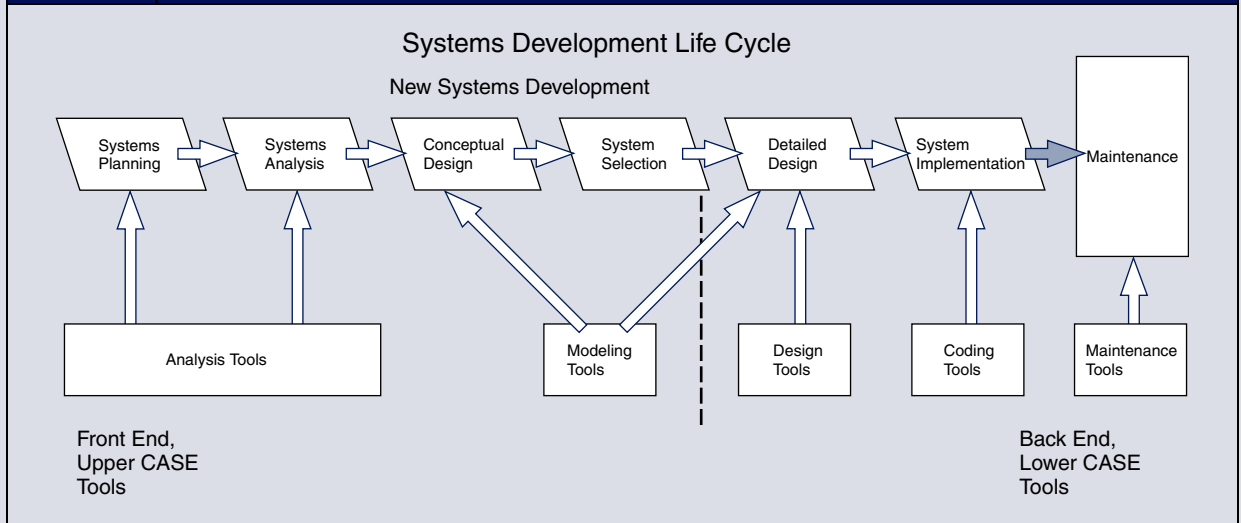 Systems Development Life Cycle
New Systems Development
Systems
Planning
Systems
Analysis
Conceptual
Design
System
Selection
Detailed
Design
System
Implementation
Maintenance
Analysis Tools
Modeling
Tools
Design
Tools
Coding
Tools
Maintenance
Tools
Front End,
Upper CASE
Tools
Back End,
Lower CASE
Tools